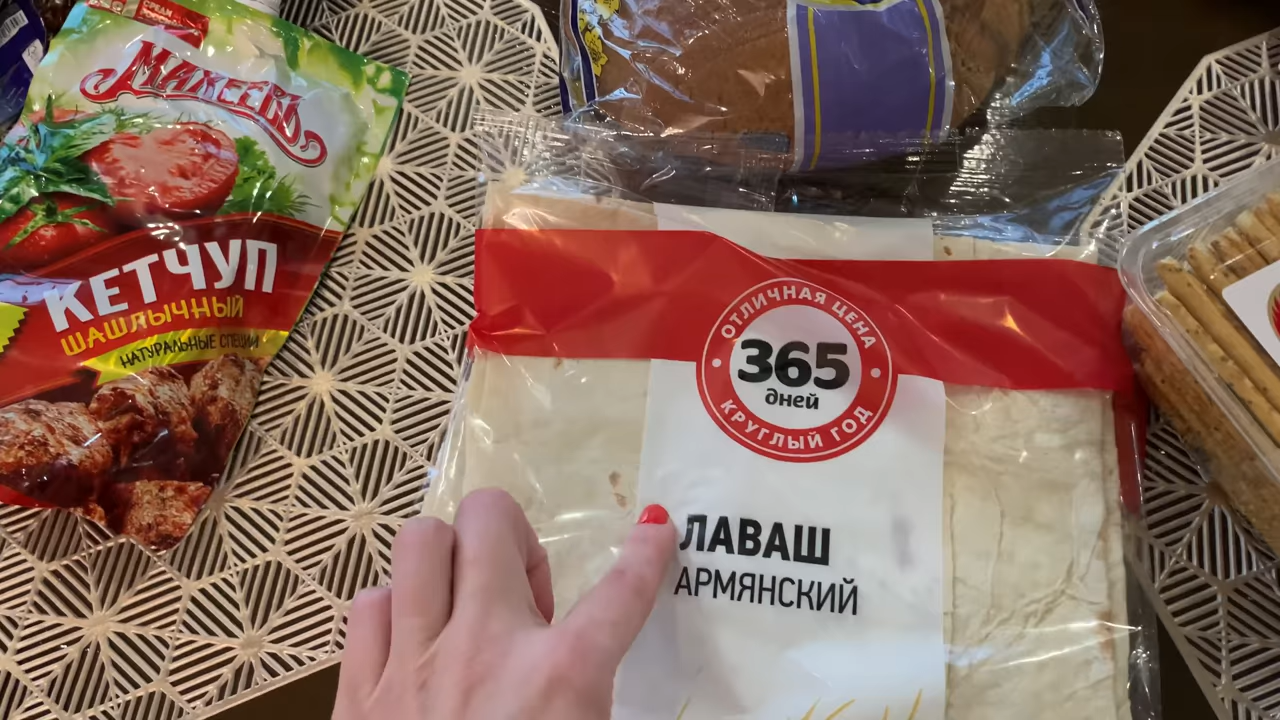 МАХЕЕВЪ
КЕТЧУП
ШАШЛЫЧНЫЙ
НАТУРАЛЬНЫЕ СПЕЦИИ
ОТЛИЧНАЯ ЦЕНА
365
дней
КРУГЛЫЙ ГОД
ЛАВАШ
АРМЯНСКИЙ